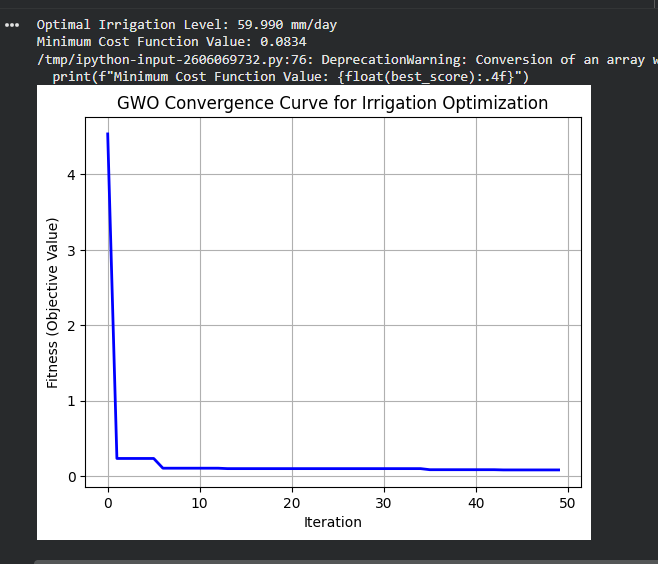 Optimal Irrigation Level: 59.990 mm/day
Minimum Cost Function Value: 0.0834
/tmp/ipython-input-2606069732.py:76: DeprecationWarning: Conversion of an array
print(f"Minimum Cost Function Value: {float(best_score):.4f}")
GWO Convergence Curve for Irrigation Optimization
Fitness (Objective Value)
4
3
2
1
0
0 10 20 30 40 50
Iteration